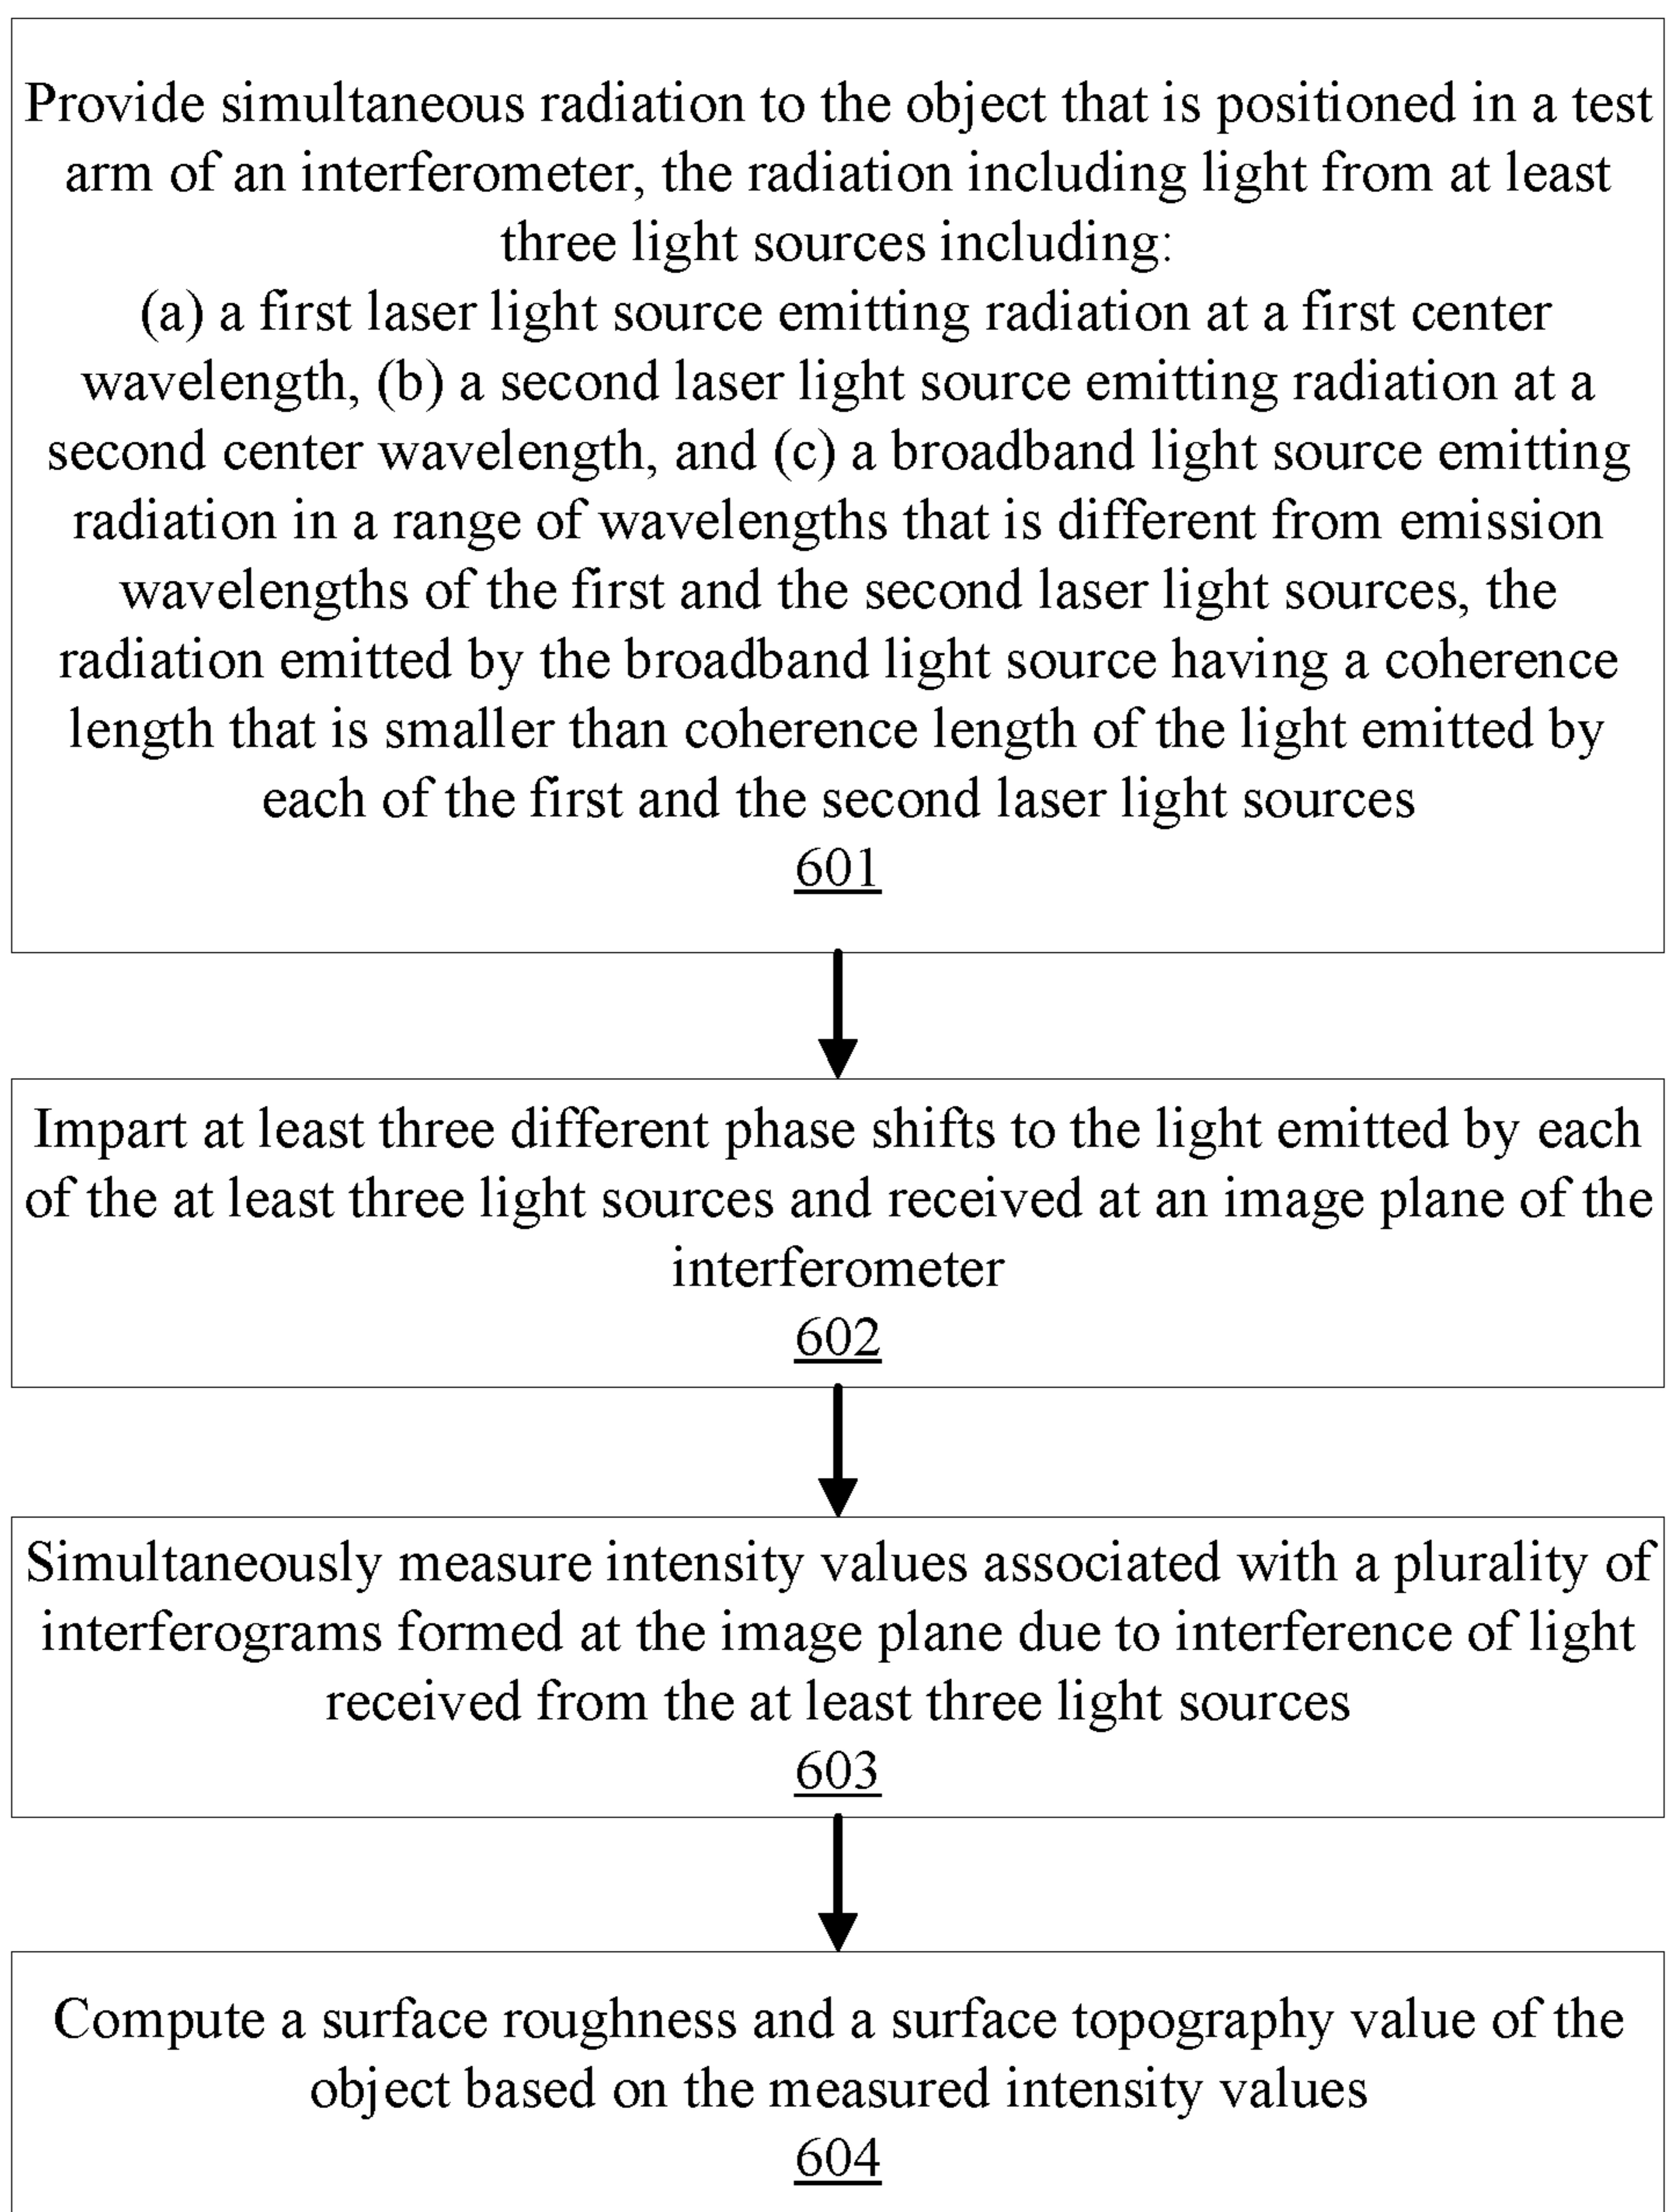 Provide simultaneous radiation to the object that is positioned in a test
arm of an interferometer, the radiation including light from at least
three light sources including:
(a) a first laser light source emitting radiation at a first center
wavelength, (b) a second laser light source emitting radiation at a
second center wavelength, and (c) a broadband light source emitting
radiation in a range of wavelengths that is different from emission
wavelengths of the first and the second laser light sources, the
radiation emitted by the broadband light source having a coherence
length that is smaller than coherence length of the light emitted by
each of the first and the second laser light sources
601
Impart at least three different phase shifts to the light emitted by each
of the at least three light sources and received at an image plane of the
interferometer
602
Simultaneously measure intensity values associated with a plurality of
interferograms formed at the image plane due to interference of light
received from the at least three light sources
603
Compute a surface roughness and a surface topography value of the
object based on the measured intensity values
604